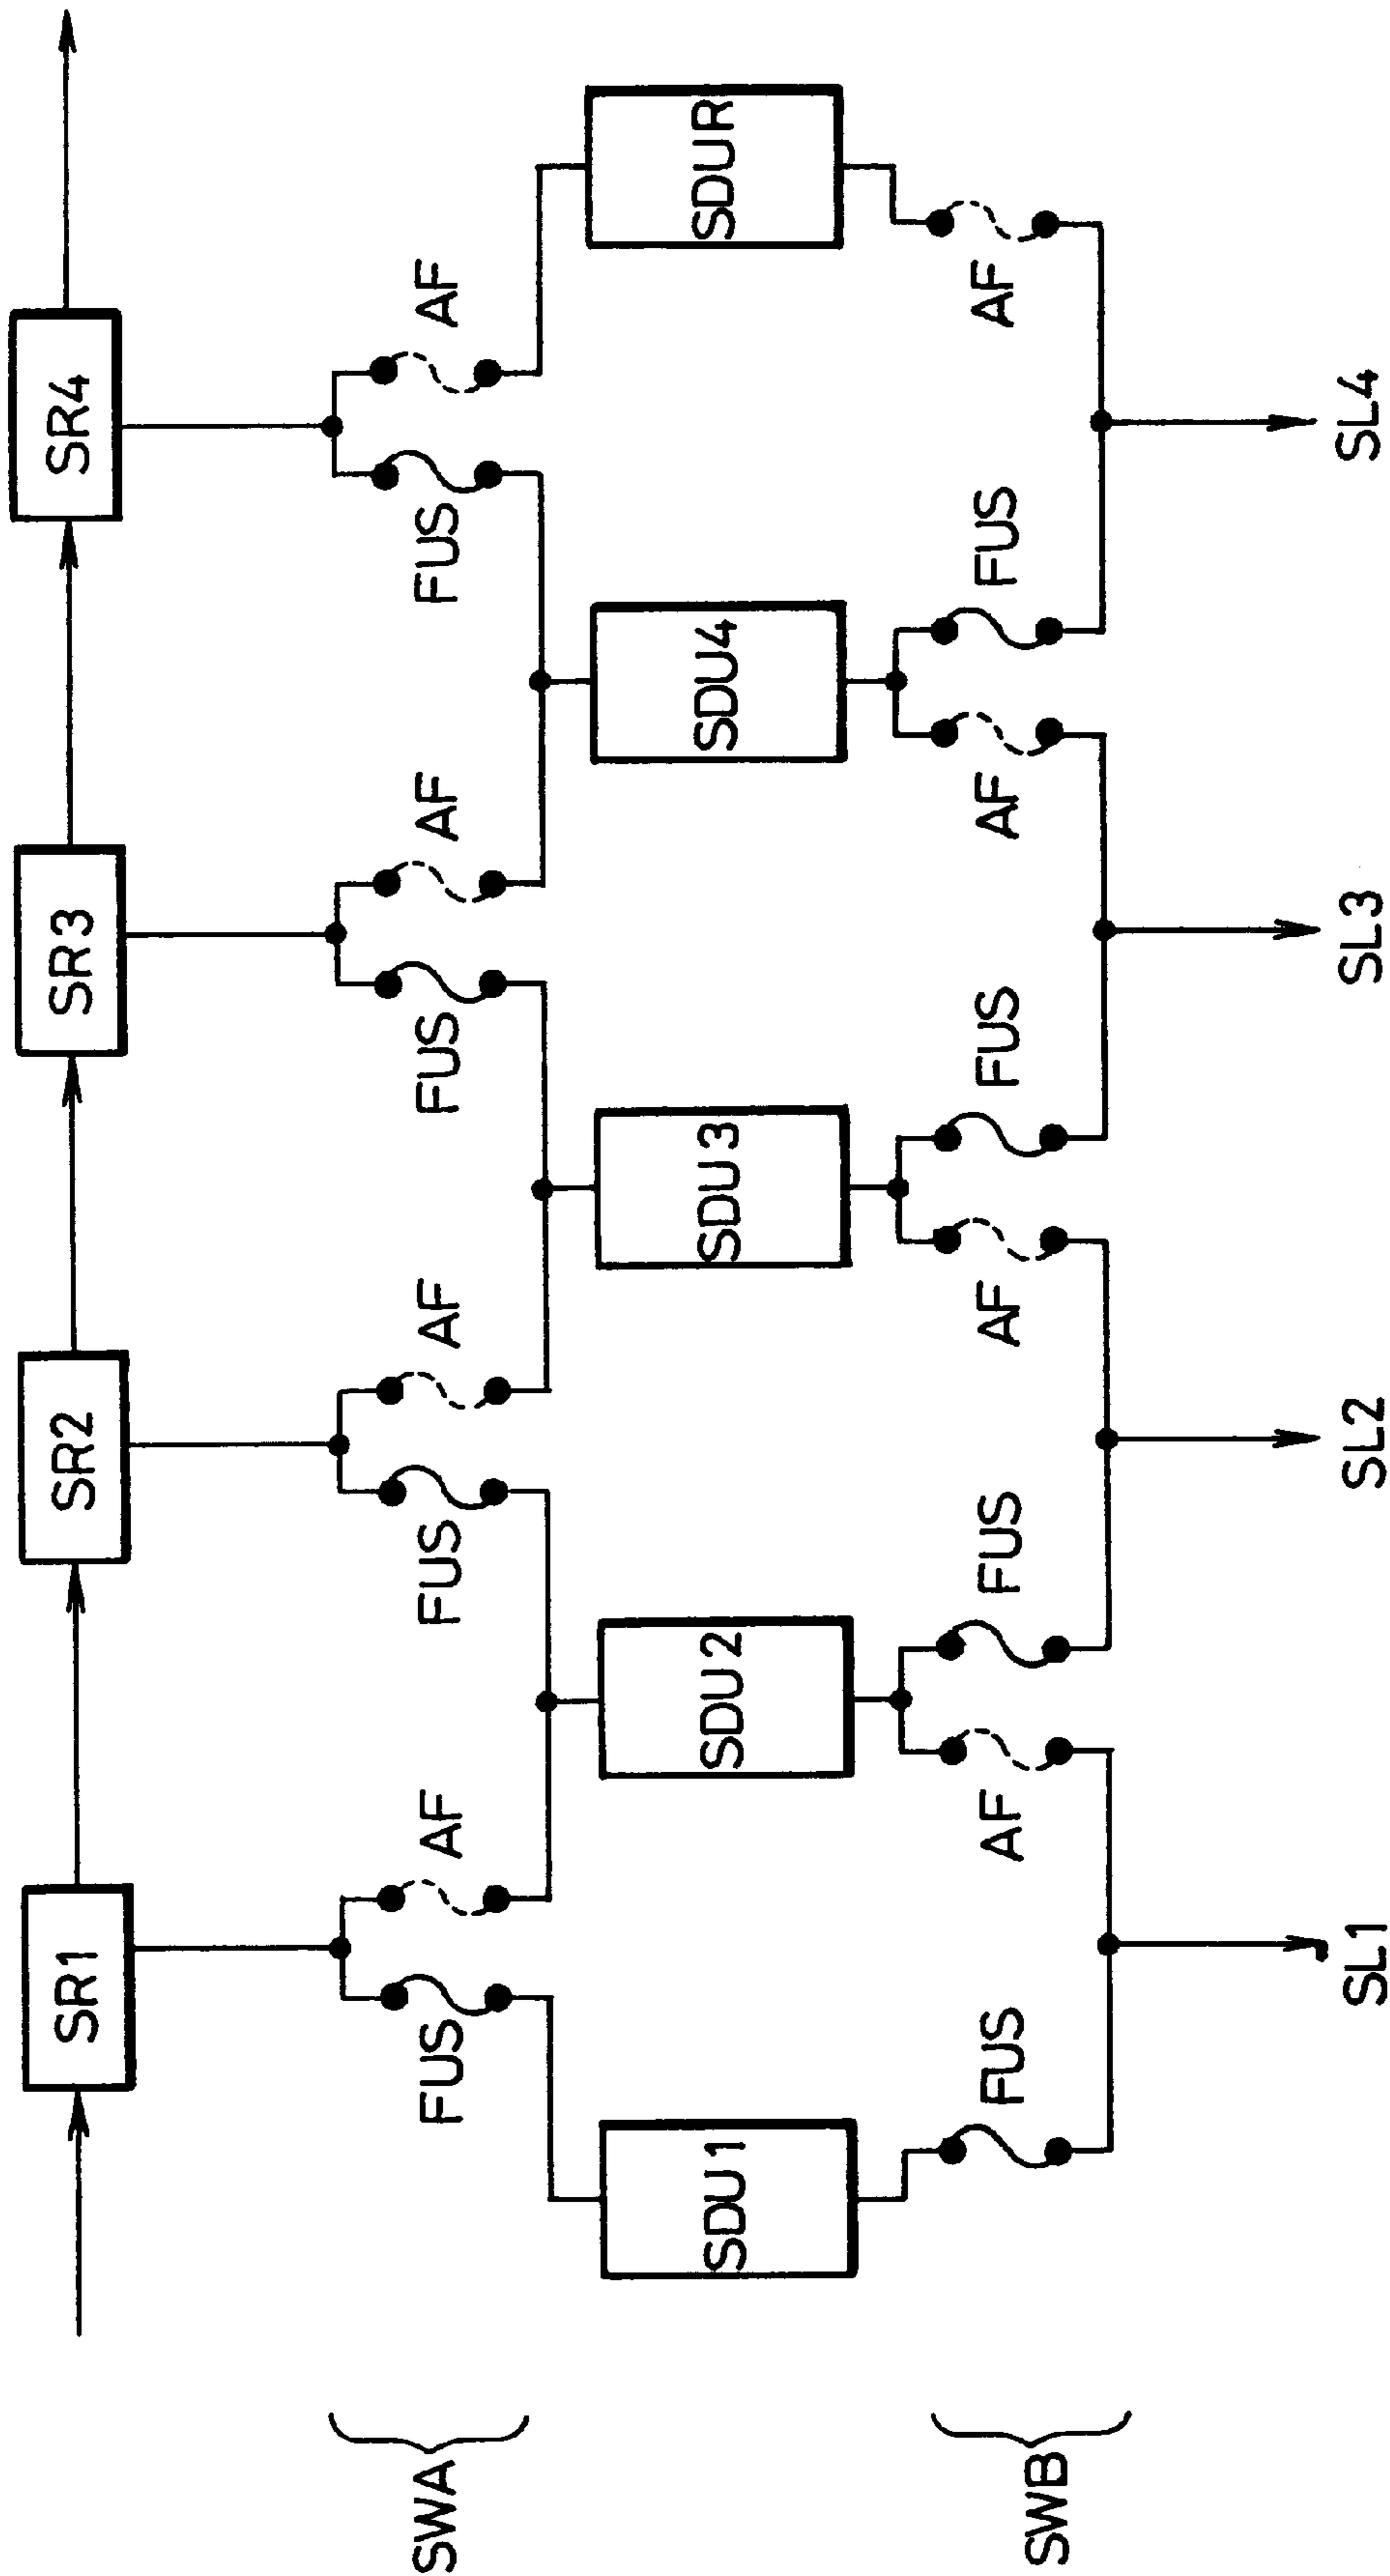 SR1 SR2 SR3 SR4
SWA FUS AF FUS AF FUS AF FUS AF
SDU1 SDU2 SDU3 SDU4 SDUR
SWB FUS AF FUS AF FUS AF FUS AF
SL1 SL2 SL3 SL4